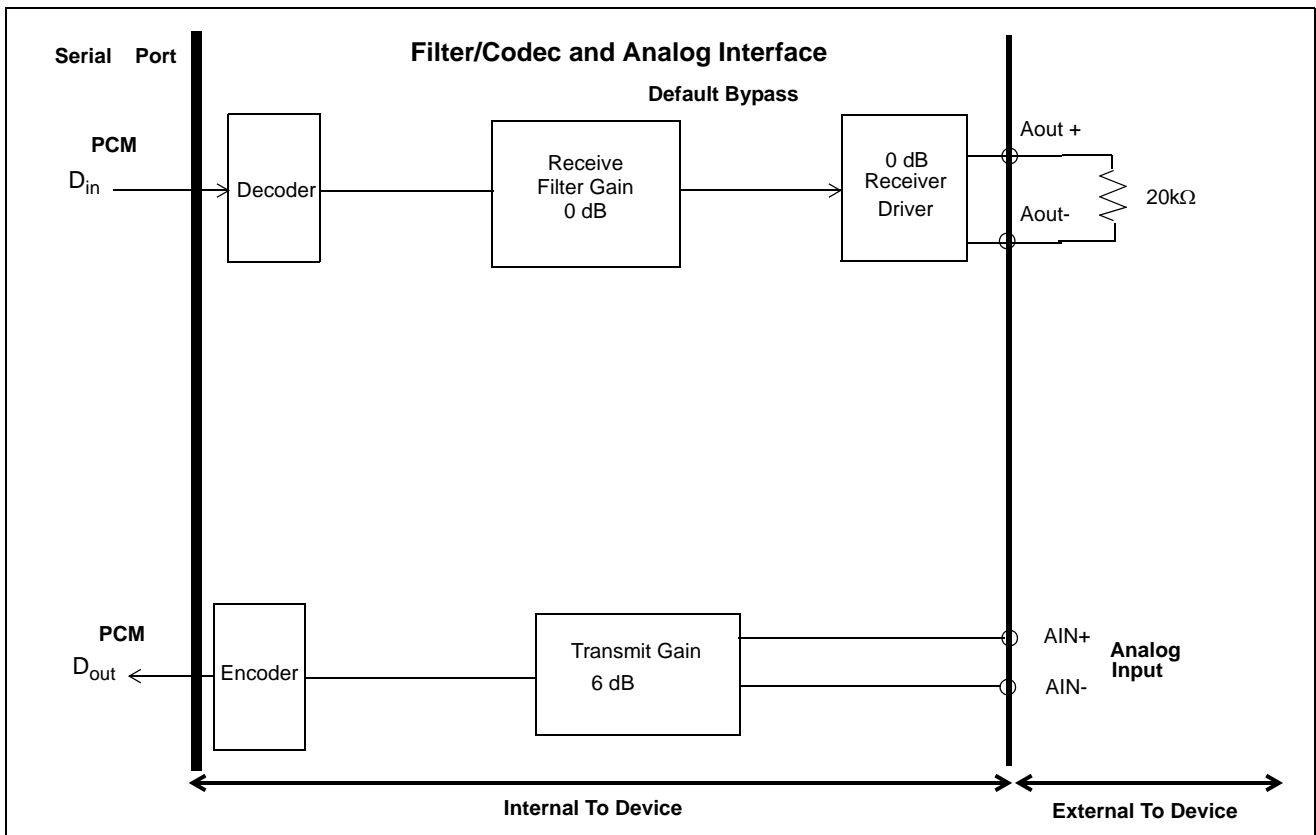 Serial Port
Filter/Codec and Analog Interface
Default Bypass
PCM
Din
Decoder
Receive
Filter Gain
0 dB
0 dB
Receiver
Driver
Aout +
Aout-
20kΩ
PCM
Dout
Encoder
Transmit Gain
6 dB
AIN+
AIN-
Analog
Input
Internal To Device
External To Device